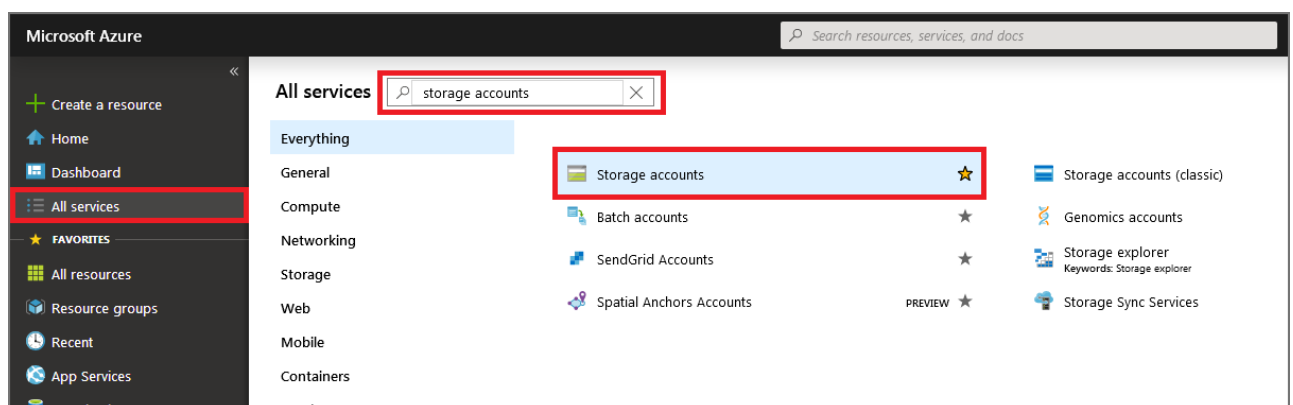 Microsoft Azure
Search resources, services, and docs
«
Create a resource
Home
Dashboard
All services
FAVORITES
All resources
Resource groups
Recent
App Services
All services
storage accounts
Everything
General
Compute
Networking
Storage
Web
Mobile
Containers
Storage accounts
Batch accounts
SendGrid Accounts
Spatial Anchors Accounts PREVIEW
Storage accounts (classic)
Genomics accounts
Storage explorer
Keywords: Storage explorer
Storage Sync Services